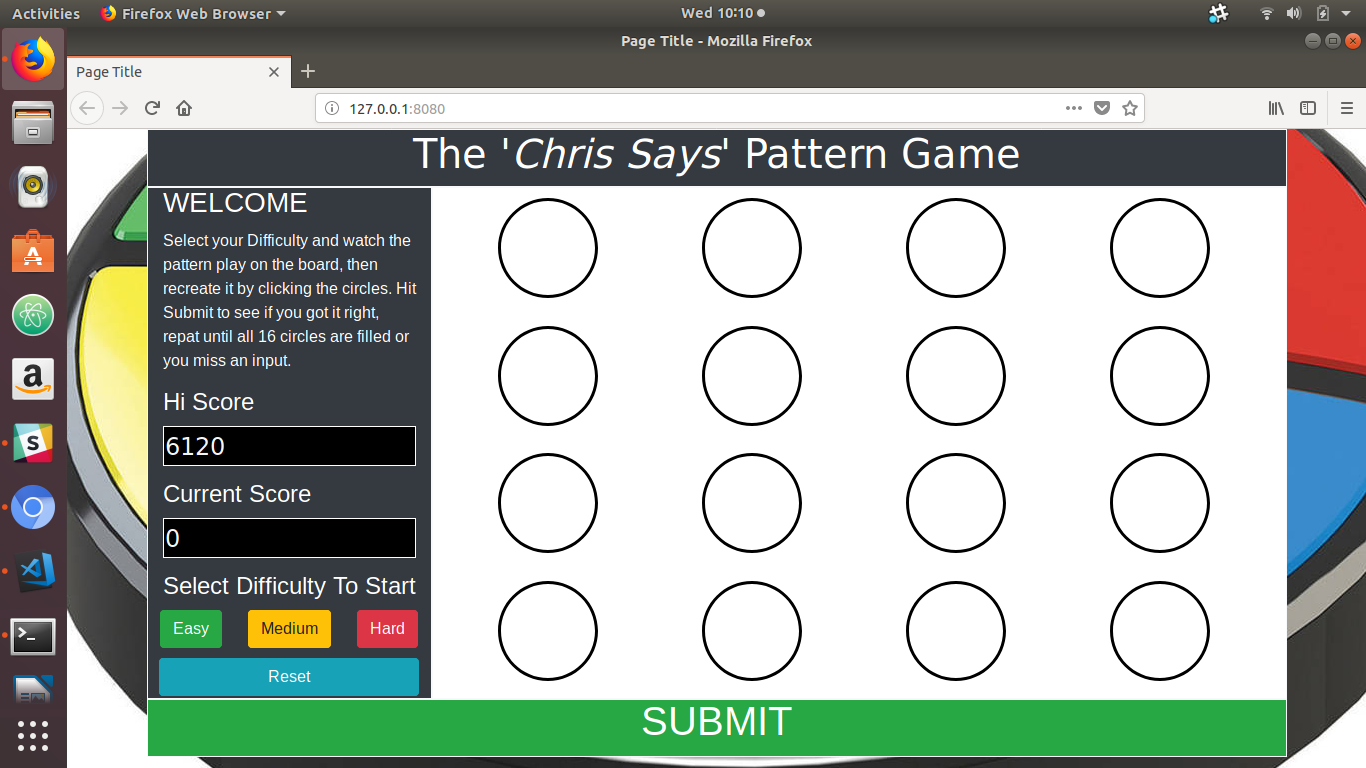 Activities Firefox Web Browser Wed 10:10
Page Title - Mozilla Firefox
Page Title
127.0.0.1:8080
The 'Chris Says' Pattern Game
WELCOME
Select your Difficulty and watch the
pattern play on the board, then
recreate it by clicking the circles. Hit
Submit to see if you got it right,
repat until all 16 circles are filled or
you miss an input.
Hi Score
6120
Current Score
0
Select Difficulty To Start
Easy Medium Hard
Reset
SUBMIT